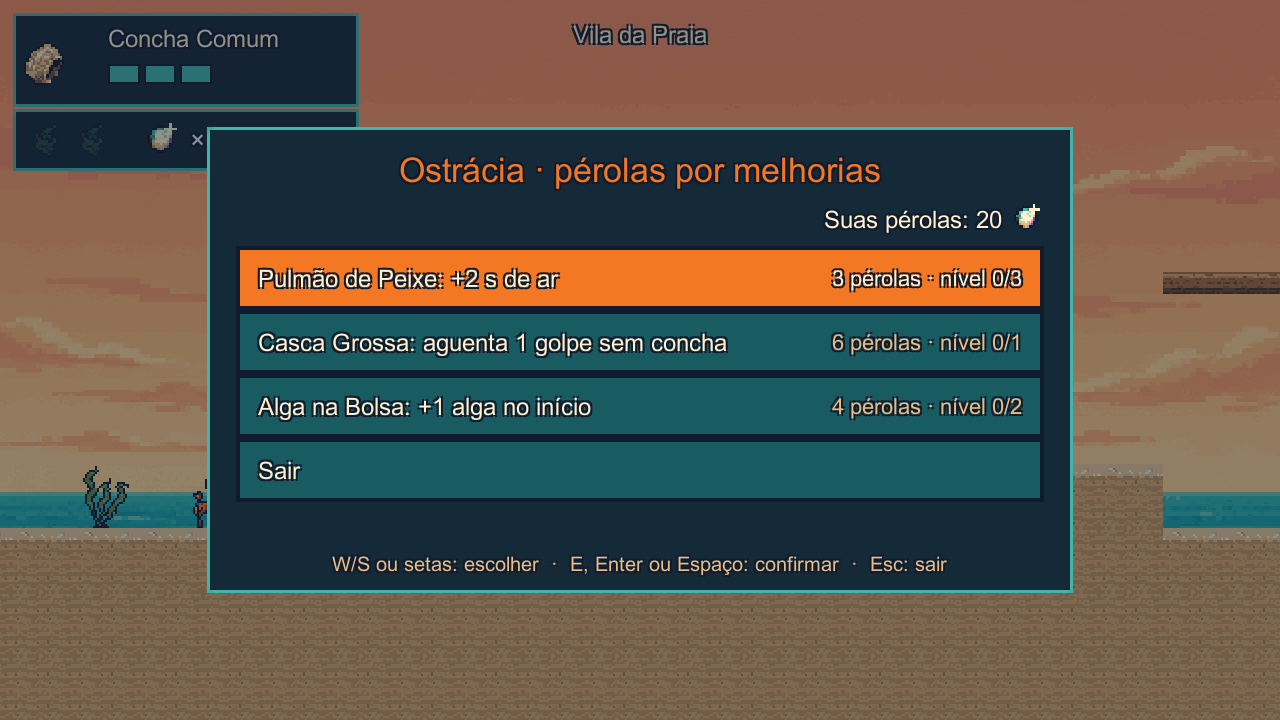 Concha Comum
Vila da Praia
×
Ostrácia · pérolas por melhorias
Suas pérolas: 20
Pulmão de Peixe: +2 s de ar 3 pérolas · nível 0/3
Casca Grossa: aguenta 1 golpe sem concha 6 pérolas · nível 0/1
Alga na Bolsa: +1 alga no início 4 pérolas · nível 0/2
Sair
W/S ou setas: escolher · E, Enter ou Espaço: confirmar · Esc: sair